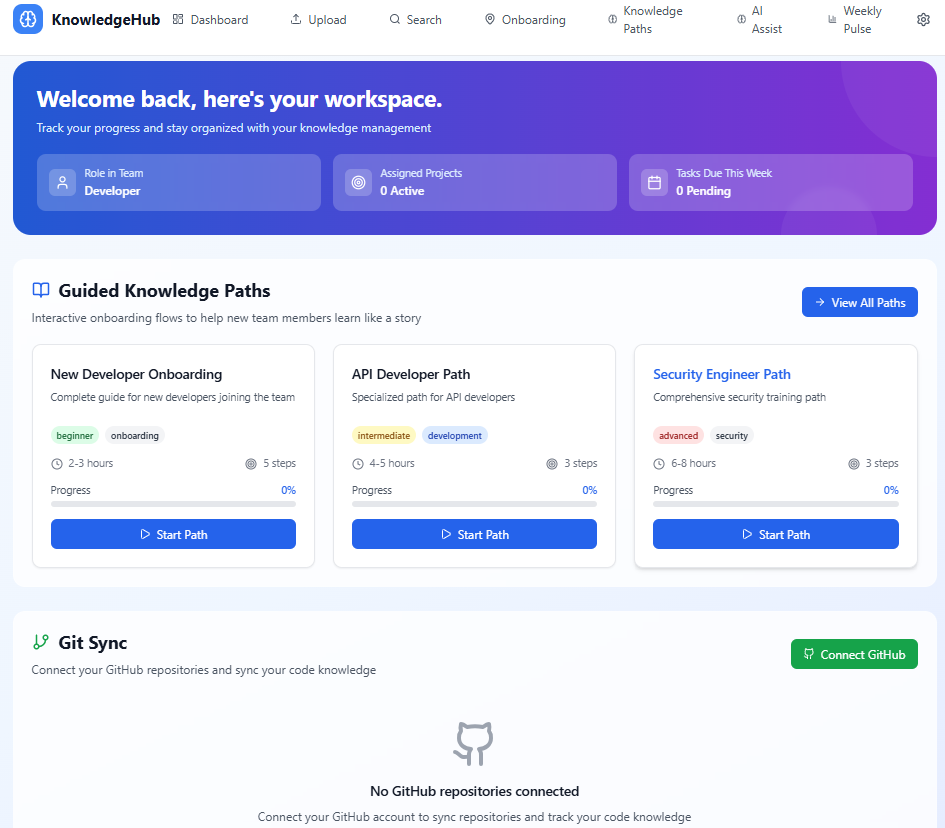 KnowledgeHub
Dashboard
Upload
Search
Onboarding
Knowledge
Paths
AI
Assist
Weekly
Pulse
Welcome back, here's your workspace.
Track your progress and stay organized with your knowledge management
Role in Team
Developer
Assigned Projects
0 Active
Tasks Due This Week
0 Pending
Guided Knowledge Paths
Interactive onboarding flows to help new team members learn like a story
View All Paths
New Developer Onboarding
Complete guide for new developers joining the team
beginner onboarding
2-3 hours 5 steps
Progress 0%
Start Path
API Developer Path
Specialized path for API developers
intermediate development
4-5 hours 3 steps
Progress 0%
Start Path
Security Engineer Path
Comprehensive security training path
advanced security
6-8 hours 3 steps
Progress 0%
Start Path
Git Sync
Connect your GitHub repositories and sync your code knowledge
Connect GitHub
No GitHub repositories connected
Connect your GitHub account to sync repositories and track your code knowledge